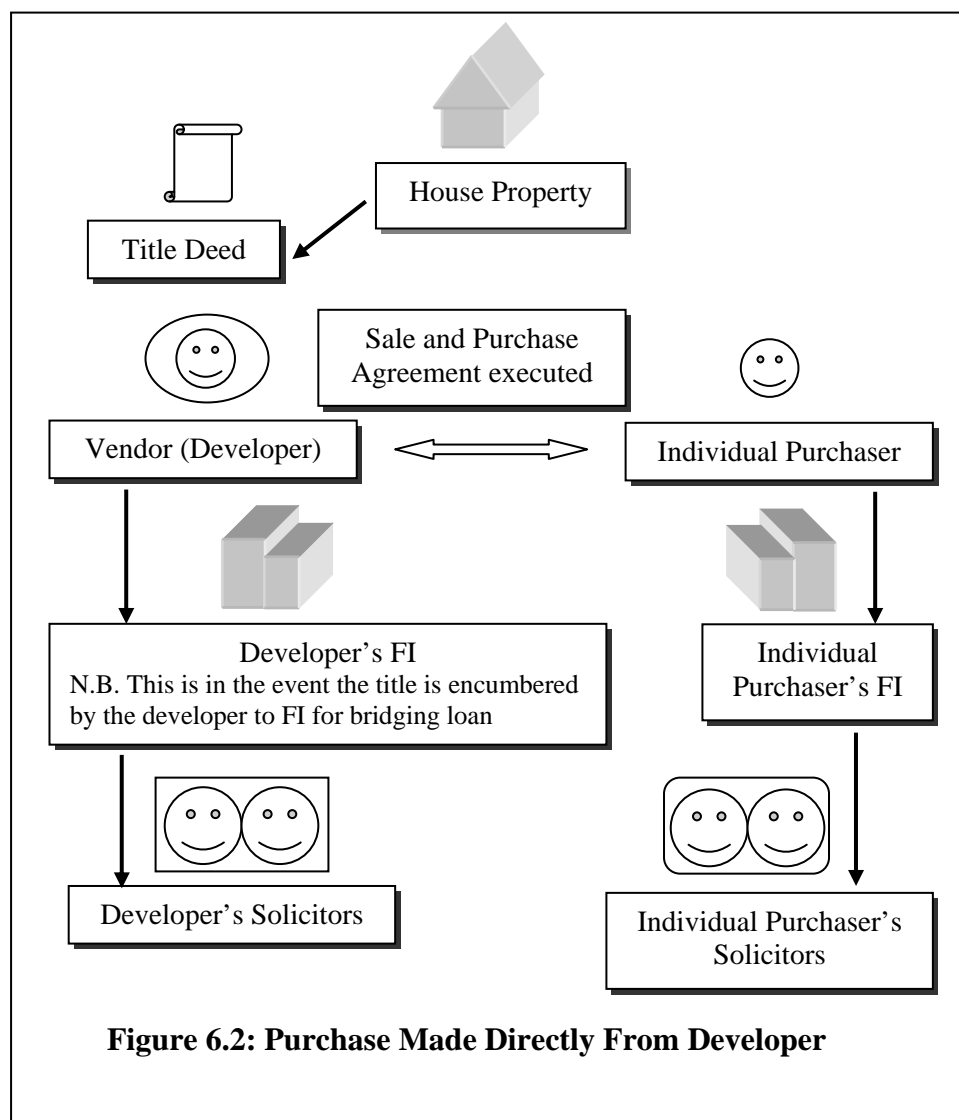 House Property
Title Deed
Sale and Purchase
Agreement executed
Vendor (Developer)
Individual Purchaser
Developer’s FI
N.B. This is in the event the title is encumbered
by the developer to FI for bridging loan
Individual
Purchaser’s FI
Developer’s Solicitors
Individual Purchaser’s
Solicitors
Figure 6.2: Purchase Made Directly From Developer